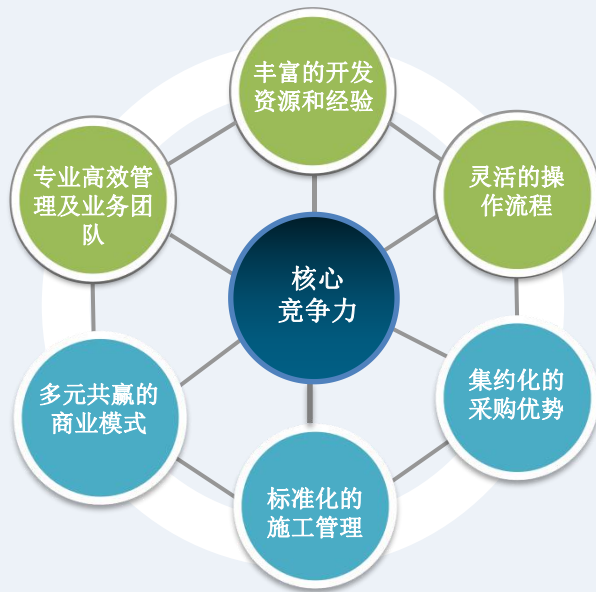 丰富的开发
资源和经验
专业高效管
理及业务团
队
灵活的操
作流程
核心
竞争力
多元共赢的
商业模式
集约化的
采购优势
标准化的
施工管理